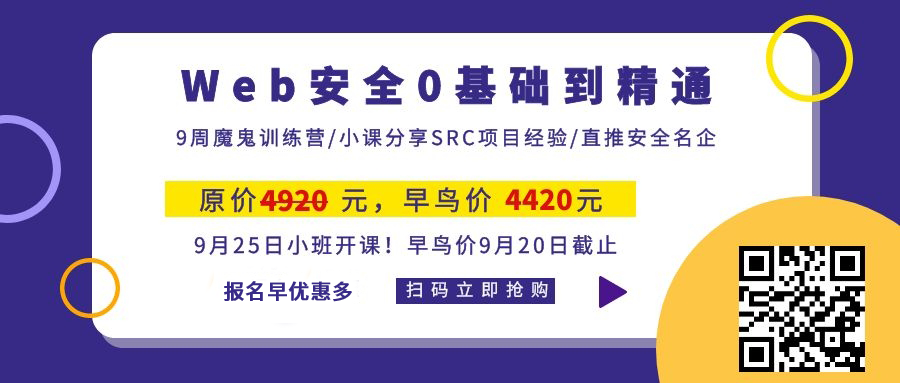 Web安全0基础到精通
9周魔鬼训练营/小课分享SRC项目经验/直推安全名企
原价4920 元，早鸟价 4420元
9月25日小班开课！早鸟价9月20日截止
报名早优惠多 扫码立即抢购